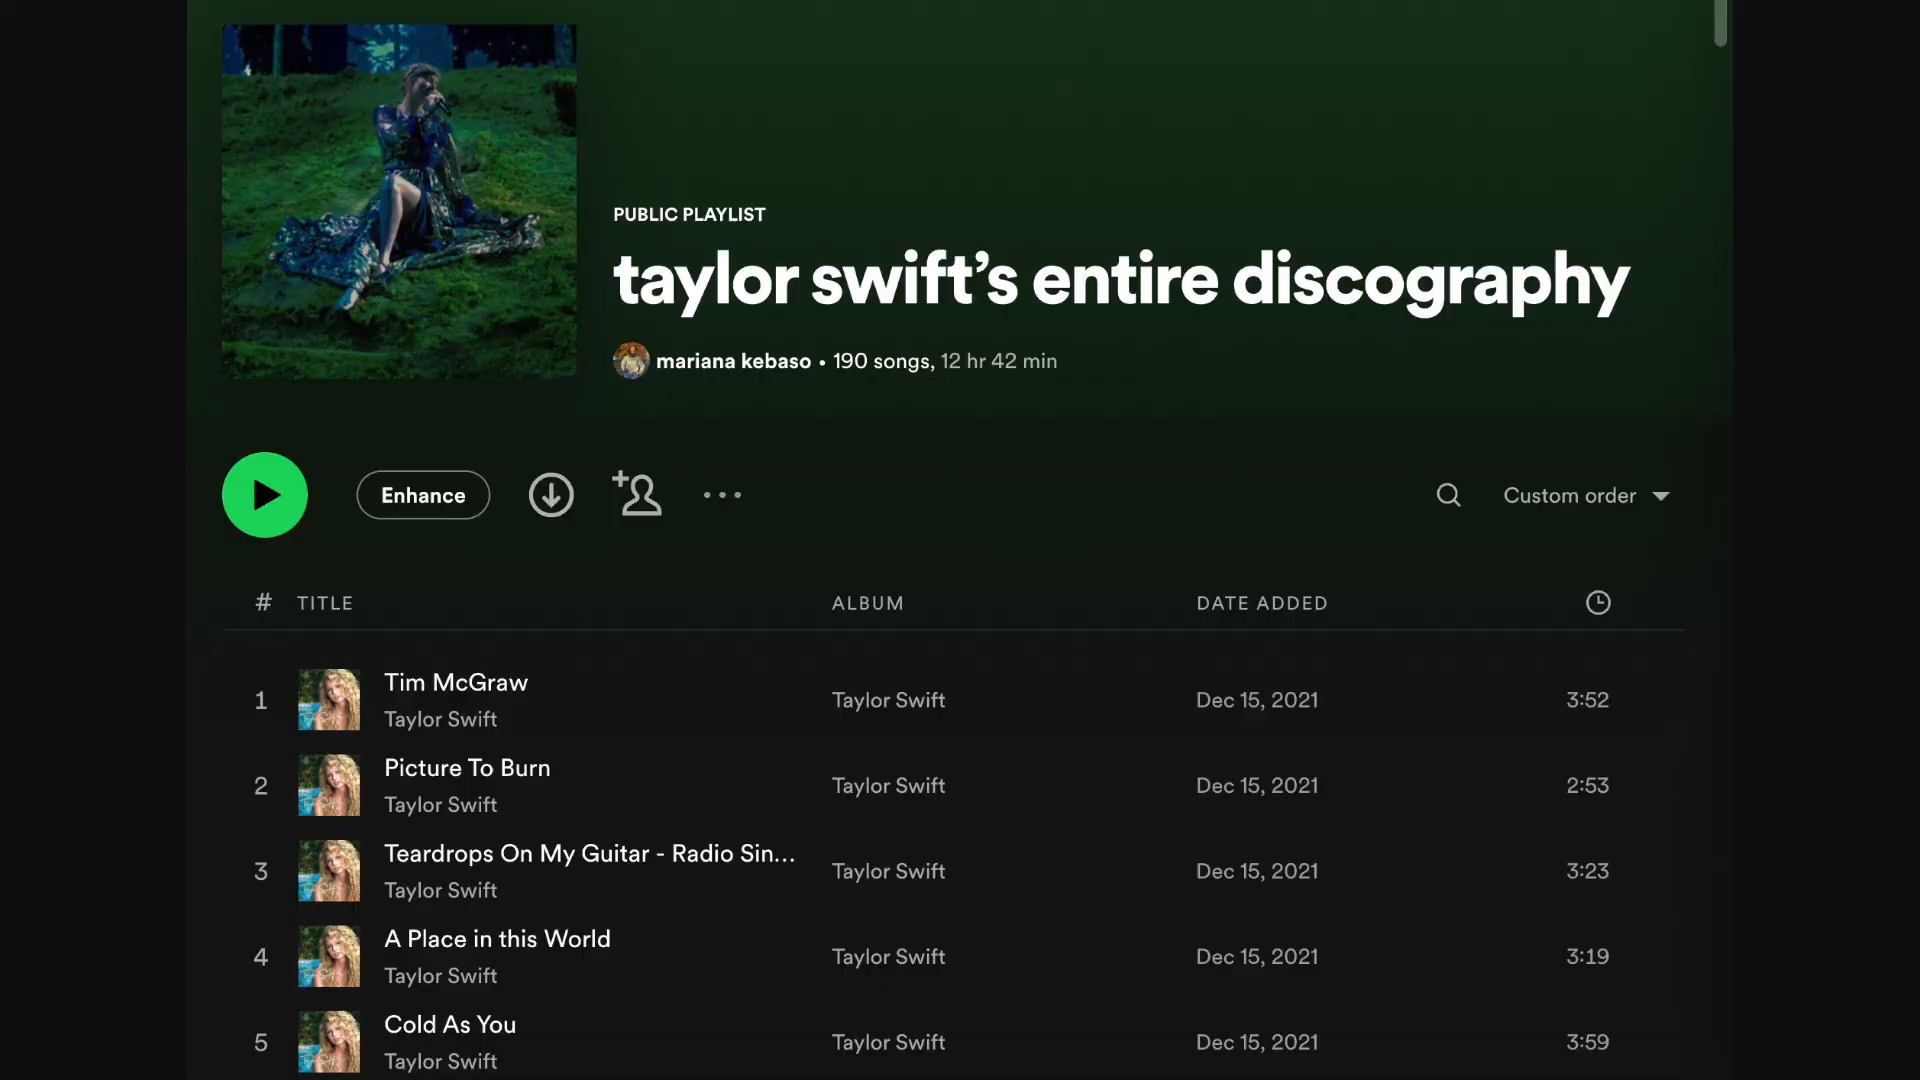 PUBLIC PLAYLIST
taylor swift’s entire discography
mariana kebaso • 190 songs, 12 hr 42 min
Enhance
Custom order
# TITLE ALBUM DATE ADDED
1 Tim McGraw Taylor Swift Dec 15, 2021 3:52
Taylor Swift
2 Picture To Burn Taylor Swift Dec 15, 2021 2:53
Taylor Swift
3 Teardrops On My Guitar - Radio Sin... Taylor Swift Dec 15, 2021 3:23
Taylor Swift
4 A Place in this World Taylor Swift Dec 15, 2021 3:19
Taylor Swift
5 Cold As You Taylor Swift Dec 15, 2021 3:59
Taylor Swift